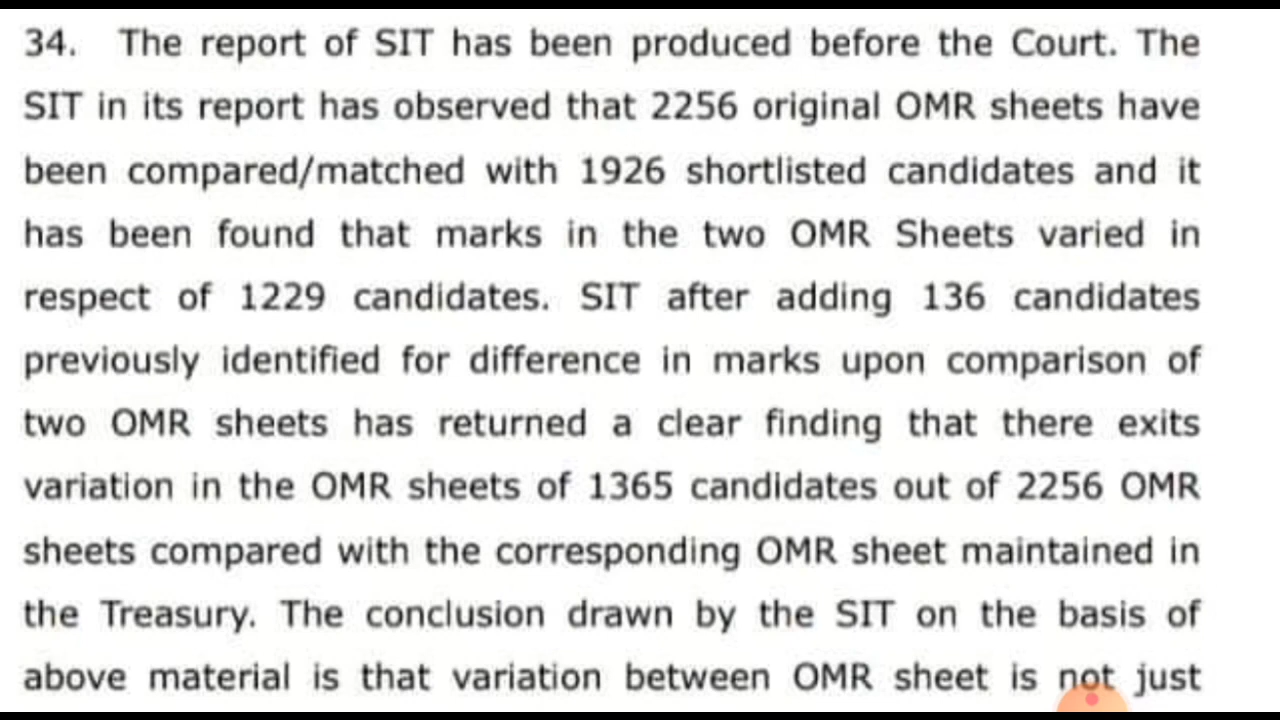 34. The report of SIT has been produced before the Court. The
SIT in its report has observed that 2256 original OMR sheets have
been compared/matched with 1926 shortlisted candidates and it
has been found that marks in the two OMR Sheets varied in
respect of 1229 candidates. SIT after adding 136 candidates
previously identified for difference in marks upon comparison of
two OMR sheets has returned a clear finding that there exits
variation in the OMR sheets of 1365 candidates out of 2256 OMR
sheets compared with the corresponding OMR sheet maintained in
the Treasury. The conclusion drawn by the SIT on the basis of
above material is that variation between OMR sheet is not just